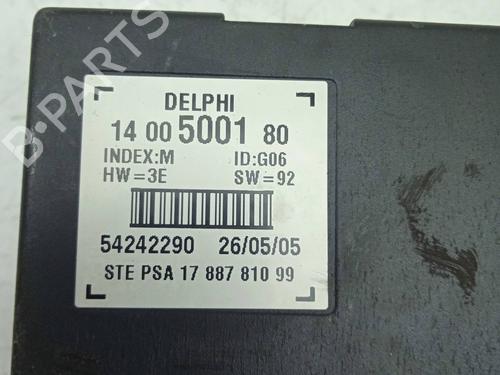 B-PARTS
DELPHI
14 00 5001 80
INDEX:M ID:G06
HW=3E SW=92
54242290 26/05/05
STE PSA 17 887 810 99